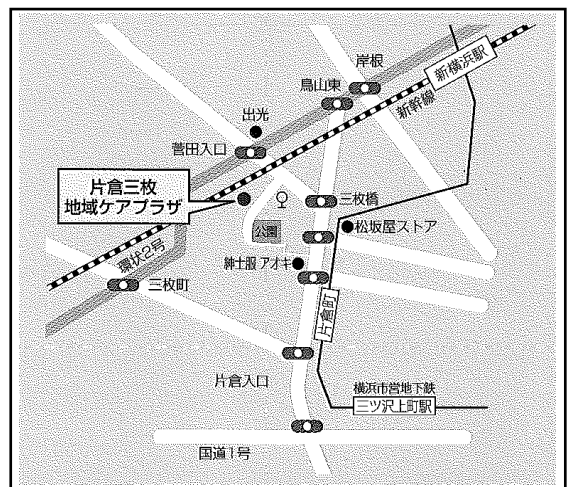 岸根
鳥山東
新横浜駅
新幹線
出光
菅田入口
片倉三枚
地域ケアプラザ
三枚橋
公園
松坂屋ストア
環状2号
紳士服アオキ
三枚町
片倉町
片倉入口
横浜市営地下鉄
三ツ沢上町駅
国道1号